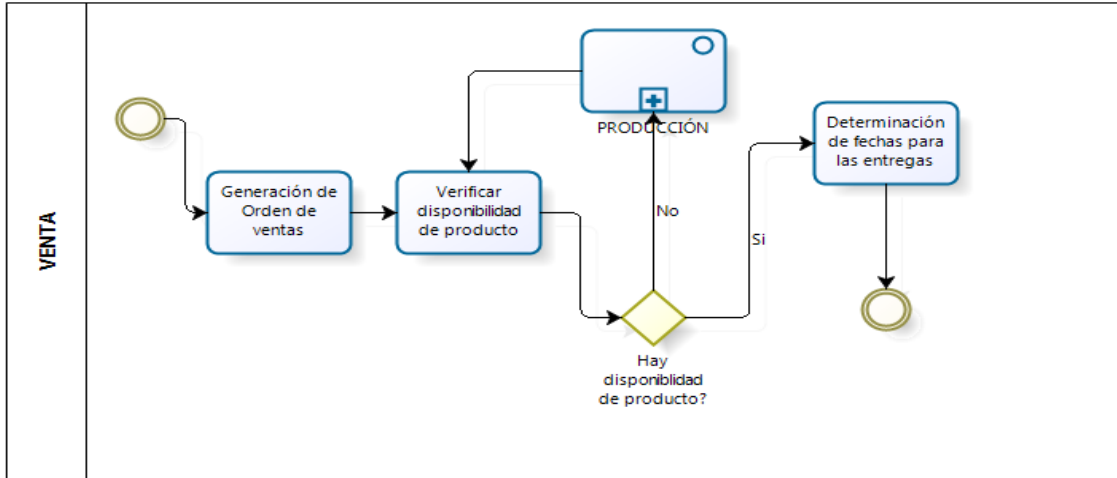 VENTA
Generación de
Orden de
ventas
Verificar
disponibilidad
de producto
PRODUCCIÓN
No
Si
Hay
disponiblidad
de producto?
Determinación
de fechas para
las entregas